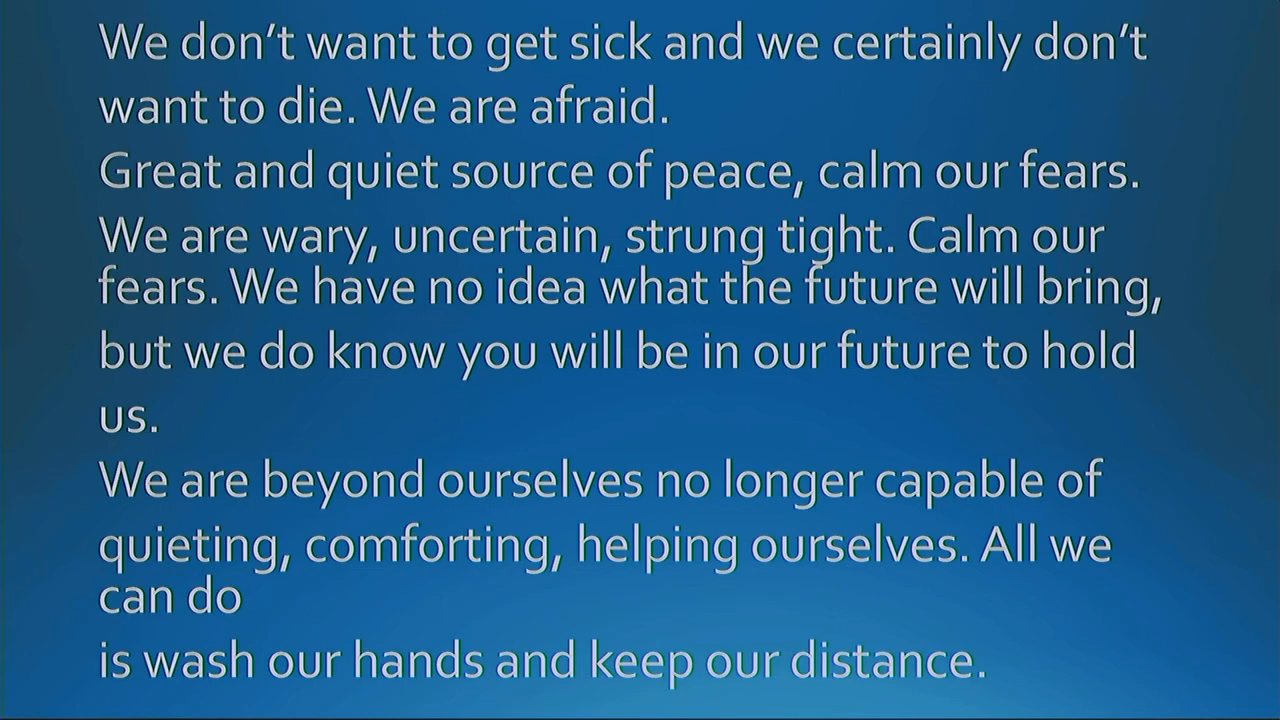 We don’t want to get sick and we certainly don’t
want to die. We are afraid.
Great and quiet source of peace, calm our fears.
We are wary, uncertain, strung tight. Calm our
fears. We have no idea what the future will bring,
but we do know you will be in our future to hold
us.
We are beyond ourselves no longer capable of
quieting, comforting, helping ourselves. All we
can do
is wash our hands and keep our distance.